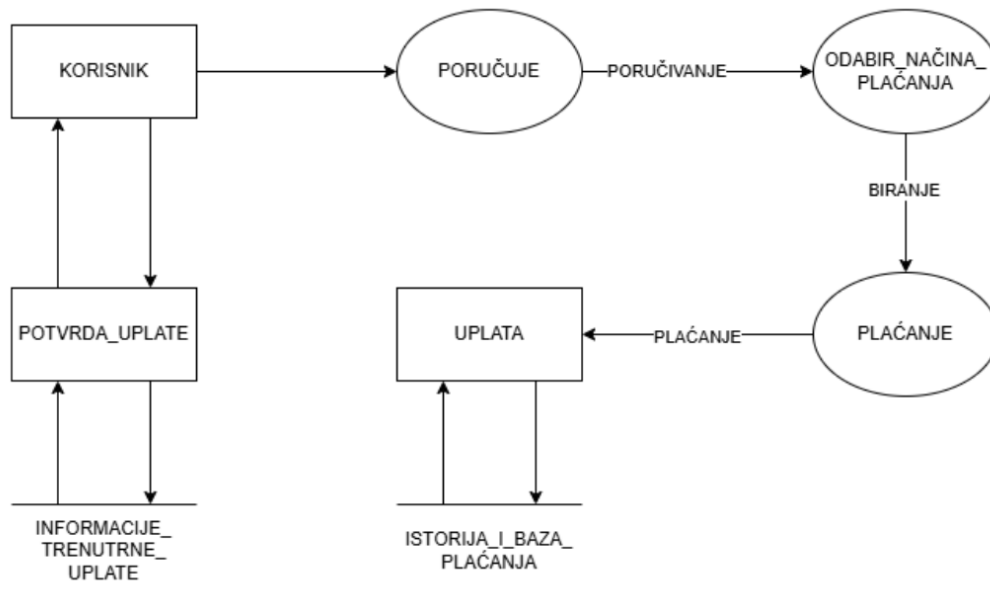 KORISNIK
PORUČUJE
PORUČIVANJE
ODABIR_NAČINA_
PLAĆANJA
BIRANJE
POTVRDA_UPLATE
UPLATA
PLAĆANJE
PLAĆANJE
INFORMACIJE_
TRENUTRNE_
UPLATE
ISTORIJA_I_BAZA_
PLAĆANJA